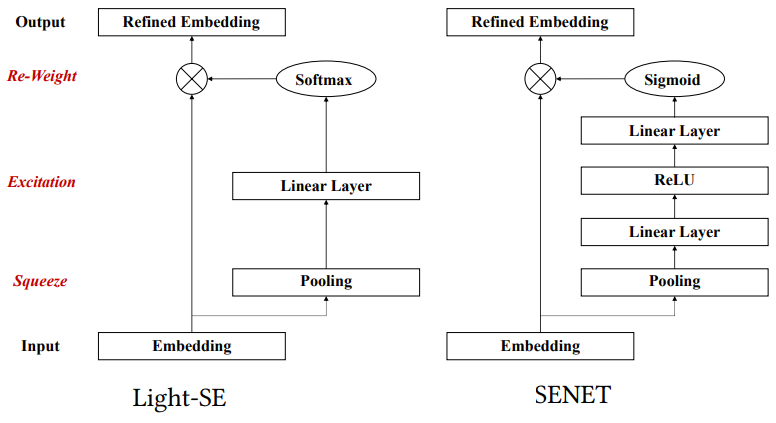 Output
Refined Embedding
Refined Embedding
Re-Weight
Softmax
Sigmoid
Linear Layer
Excitation
Linear Layer
ReLU
Linear Layer
Squeeze
Pooling
Pooling
Input
Embedding
Embedding
Light-SE
SENET